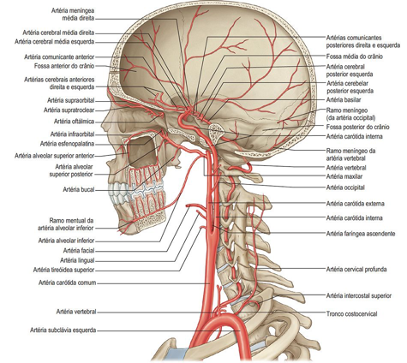 Artéria meníngea
média direita
Artéria cerebral média direita
Artéria cerebral média esquerda
Artéria comunicante anterior
Fossa anterior do crânio
Artérias cerebrais anteriores
direita e esquerda
Artéria supraorbital
Artéria supratroclear
Artéria oftálmica
Artéria infraorbital
Artéria esfenopalatina
Artéria alveolar superior anterior
Artéria alveolar
superior posterior
Artéria bucal
Ramo mentual da
artéria alveolar inferior
Artéria alveolar inferior
Artéria facial
Artéria lingual
Artéria tireóidea superior
Artéria carótida comum
Artéria vertebral
Artéria subclávia esquerda
Artérias comunicantes
posteriores direita e esquerda
Fossa média do crânio
Artéria cerebral
posterior esquerda
Artéria cerebelar
posterior esquerda
Artéria basilar
Ramo meníngeo
(da artéria occipital)
Fossa posterior do crânio
Artéria carótida interna
Ramo meníngeo da
artéria vertebral
Artéria vertebral
Artéria maxilar
Artéria occipital
Artéria carótida externa
Artéria carótida interna
Artéria faríngea ascendente
Artéria cervical profunda
Artéria intercostal superior
Tronco costocervical